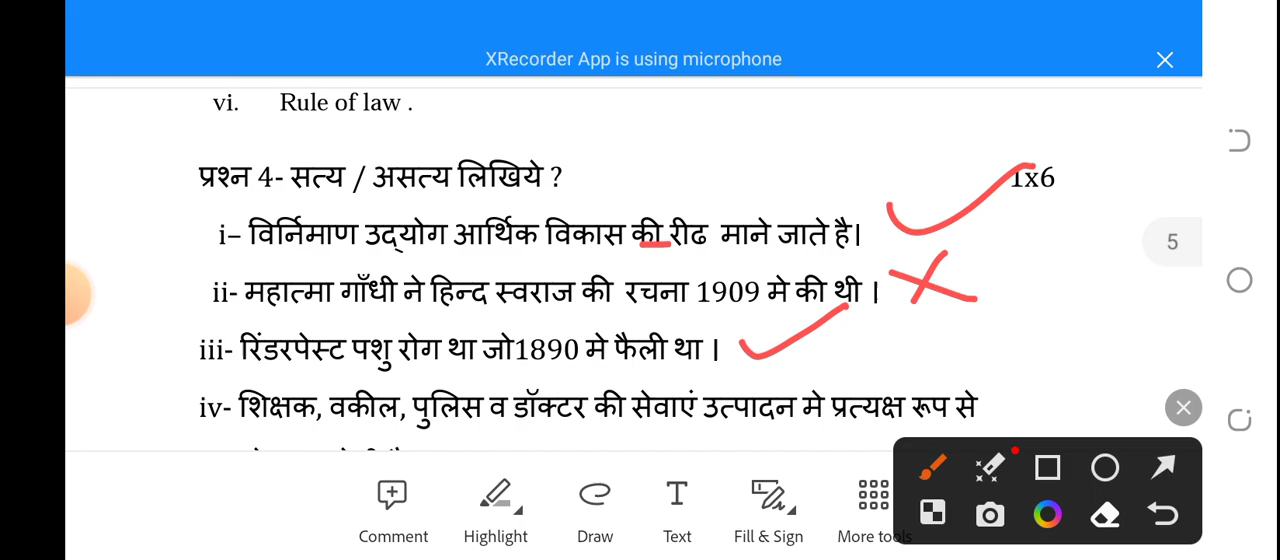 XRecorder App is using microphone
vi. Rule of law .
प्रश्न 4- सत्य / असत्य लिखिये ? 1x6
i– विर्निमाण उद्योग आर्थिक विकास की रीढ माने जाते है।
ii- महात्मा गाँधी ने हिन्द स्वराज की रचना 1909 मे की थी ।
5
iii- रिंडरपेस्ट पशु रोग था जो1890 मे फैली था ।
iv- शिक्षक, वकील, पुलिस व डॉक्टर की सेवाएं उत्पादन मे प्रत्यक्ष रूप से
Comment Highlight Draw Text Fill & Sign More tools